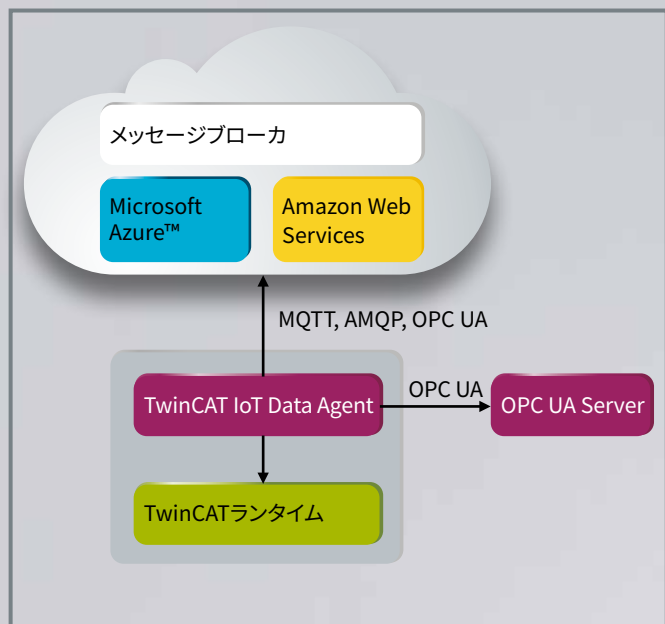 メッセージブローカ
Microsoft
Azure™
Amazon Web
Services
MQTT, AMQP, OPC UA
TwinCAT IoT Data Agent
OPC UA
OPC UA Server
TwinCATランタイム